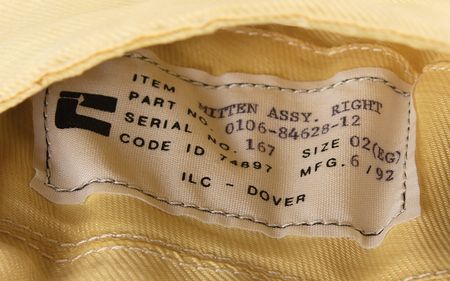 ITEM MITTEN ASSY. RIGHT
PART NO. 0106-84628-12
SERIAL NO. 167 SIZE 02(EG)
CODE ID 74897 MFG. 6/92
ILC - DOVER